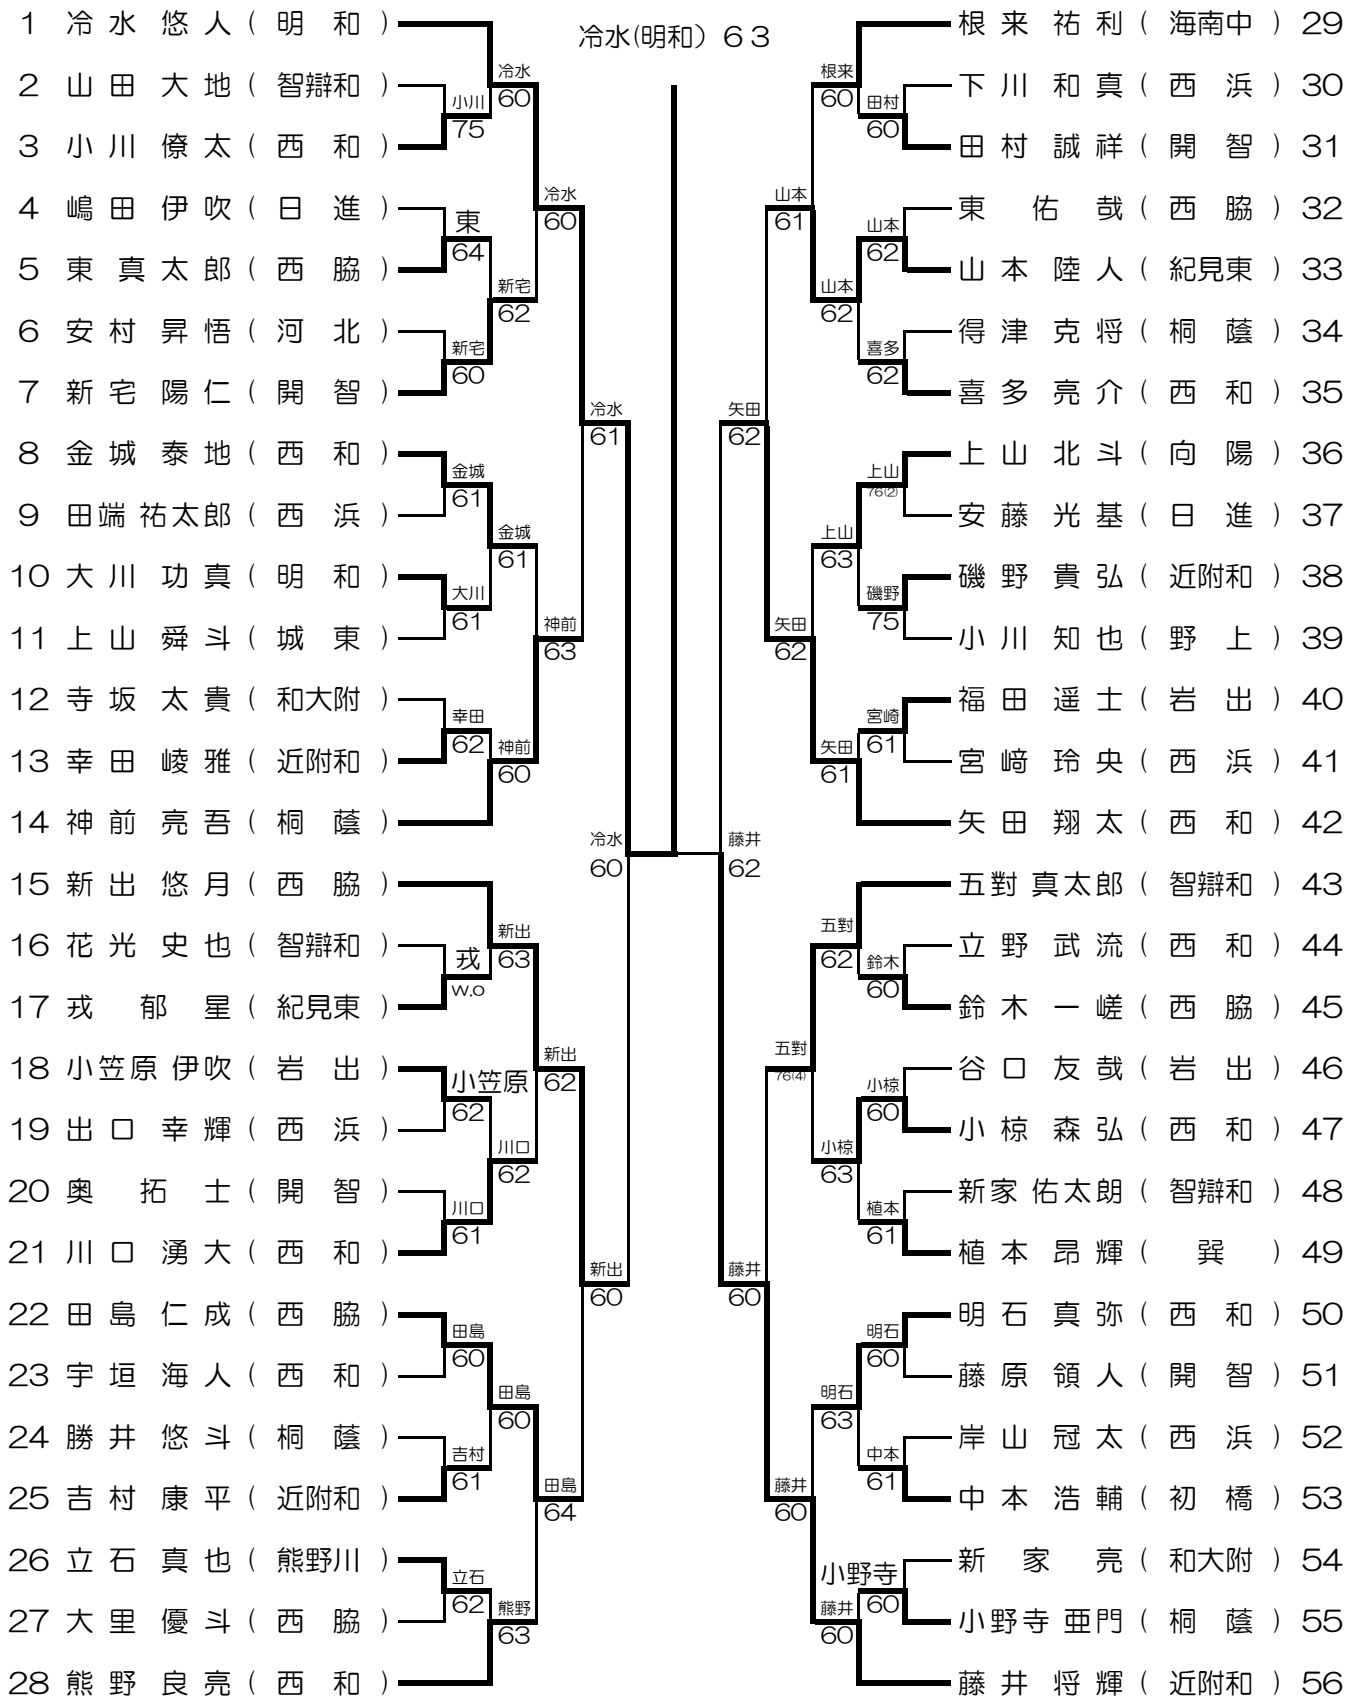 冷水(明和) 63
1 冷水 悠人 ( 明 和 )
2 山田 大地 ( 智辯和 )
3 小川 僚太 ( 西 和 )
4 嶋田 伊吹 ( 日 進 )
5 東 真太郎 ( 西 脇 )
6 安村 昇悟 ( 河 北 )
7 新宅 陽仁 ( 開 智 )
8 金城 泰地 ( 西 和 )
9 田端 祐太郎 ( 西 浜 )
10 大川 功真 ( 明 和 )
11 上山 舜斗 ( 城 東 )
12 寺坂 太貴 ( 和大附 )
13 幸田 崚雅 ( 近附和 )
14 神前 亮吾 ( 桐 蔭 )
15 新出 悠月 ( 西 脇 )
16 花光 史也 ( 智辯和 )
17 戎 郁星 ( 紀見東 )
18 小笠原 伊吹 ( 岩 出 )
19 出口 幸輝 ( 西 浜 )
20 奥 拓士 ( 開 智 )
21 川口 湧大 ( 西 和 )
22 田島 仁成 ( 西 脇 )
23 宇垣 海人 ( 西 和 )
24 勝井 悠斗 ( 桐 蔭 )
25 吉村 康平 ( 近附和 )
26 立石 真也 ( 熊野川 )
27 大里 優斗 ( 西 脇 )
28 熊野 良亮 ( 西 和 )
小川
75
東
64
新宅
60
金城
61
大川
61
幸田
62
戎
w.o
小笠原
62
川口
61
田島
60
吉村
61
立石
62
冷水
60
新宅
62
金城
61
神前
60
新出
63
川口
62
田島
60
熊野
63
冷水
60
神前
63
新出
62
田島
64
冷水
61
新出
60
冷水
60
藤井
62
矢田
62
藤井
60
山本
61
矢田
62
五對
76(4)
藤井
60
根来
60
山本
62
上山
63
矢田
61
五對
62
小椋
63
明石
63
藤井
60
田村
60
山本
62
喜多
62
上山
76(2)
磯野
75
宮崎
61
鈴木
60
小椋
60
植本
61
明石
60
中本
61
小野寺
60
根来 祐利 ( 海南中 ) 29
下川 和真 ( 西 浜 ) 30
田村 誠祥 ( 開 智 ) 31
東 佑哉 ( 西 脇 ) 32
山本 陸人 ( 紀見東 ) 33
得津 克将 ( 桐 蔭 ) 34
喜多 亮介 ( 西 和 ) 35
上山 北斗 ( 向 陽 ) 36
安藤 光基 ( 日 進 ) 37
磯野 貴弘 ( 近附和 ) 38
小川 知也 ( 野 上 ) 39
福田 遥士 ( 岩 出 ) 40
宮﨑 玲央 ( 西 浜 ) 41
矢田 翔太 ( 西 和 ) 42
五對 真太郎 ( 智辯和 ) 43
立野 武流 ( 西 和 ) 44
鈴木 一嵯 ( 西 脇 ) 45
谷口 友哉 ( 岩 出 ) 46
小椋 森弘 ( 西 和 ) 47
新家 佑太朗 ( 智辯和 ) 48
植本 昂輝 ( 巽 ) 49
明石 真弥 ( 西 和 ) 50
藤原 領人 ( 開 智 ) 51
岸山 冠太 ( 西 浜 ) 52
中本 浩輔 ( 初 橋 ) 53
新家 亮 ( 和大附 ) 54
小野寺 亜門 ( 桐 蔭 ) 55
藤井 将輝 ( 近附和 ) 56